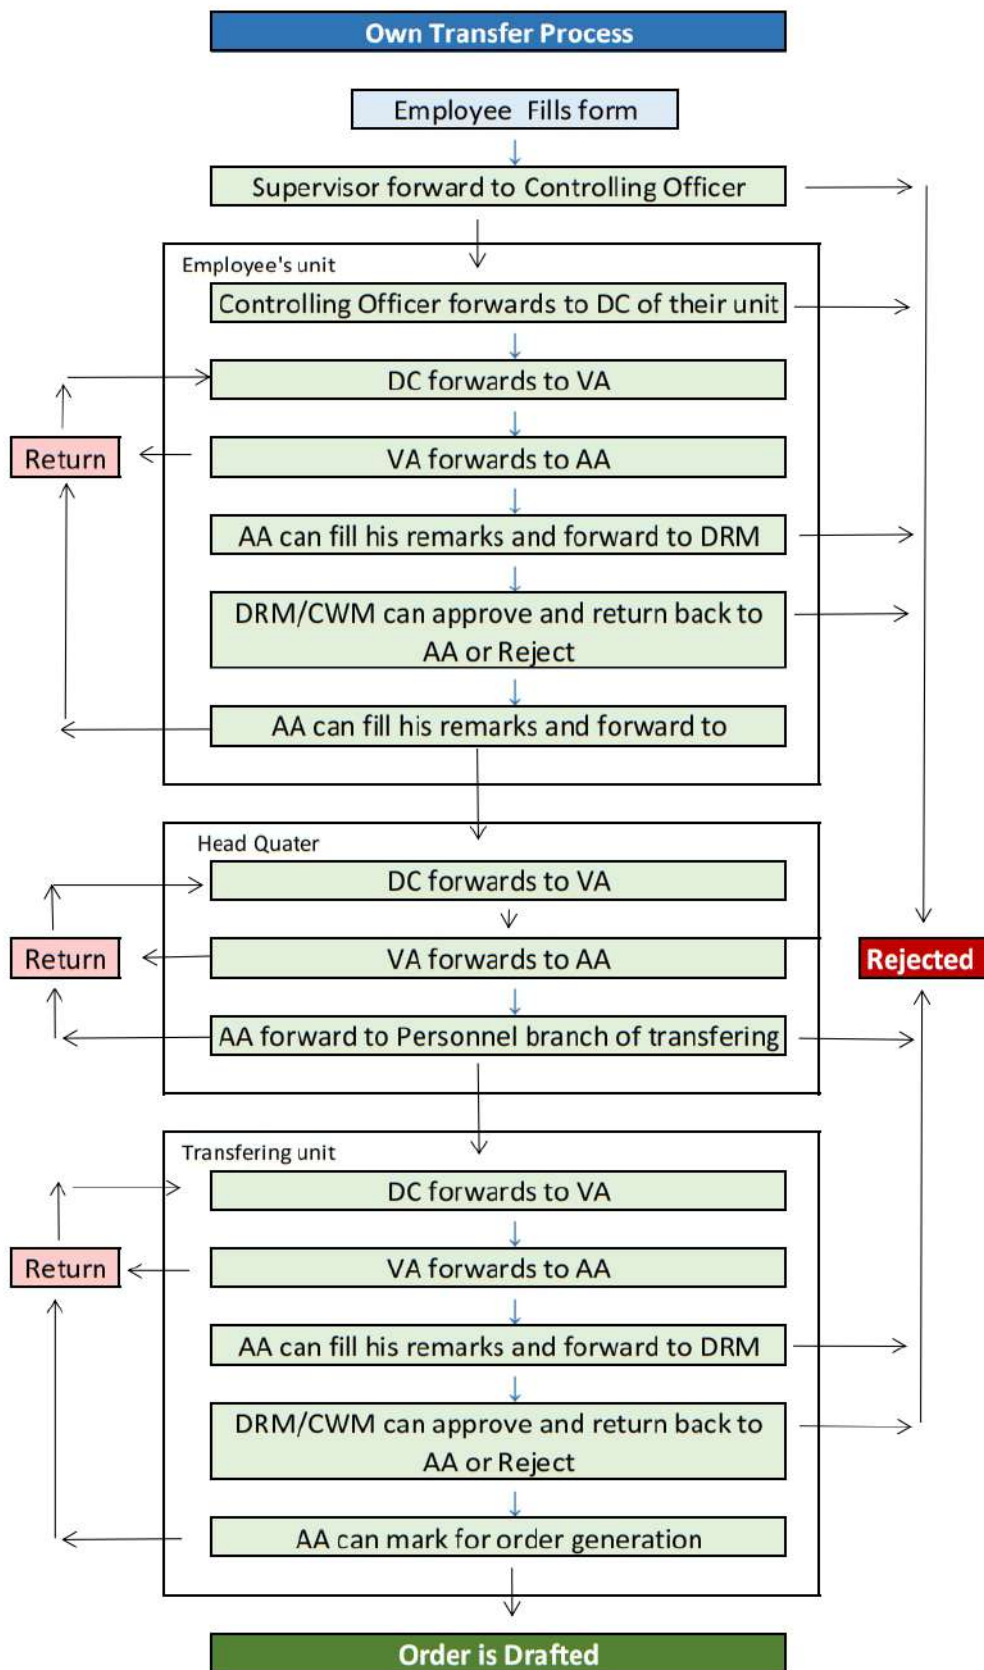 Own Transfer Process
Employee Fills form
Supervisor forward to Controlling Officer
Employee's unit
Controlling Officer forwards to DC of their unit
DC forwards to VA
Return
VA forwards to AA
AA can fill his remarks and forward to DRM
DRM/CWM can approve and return back to
AA or Reject
AA can fill his remarks and forward to
Head Quater
DC forwards to VA
Return
VA forwards to AA
Rejected
AA forward to Personnel branch of transfering
Transfering unit
DC forwards to VA
Return
VA forwards to AA
AA can fill his remarks and forward to DRM
DRM/CWM can approve and return back to
AA or Reject
AA can mark for order generation
Order is Drafted